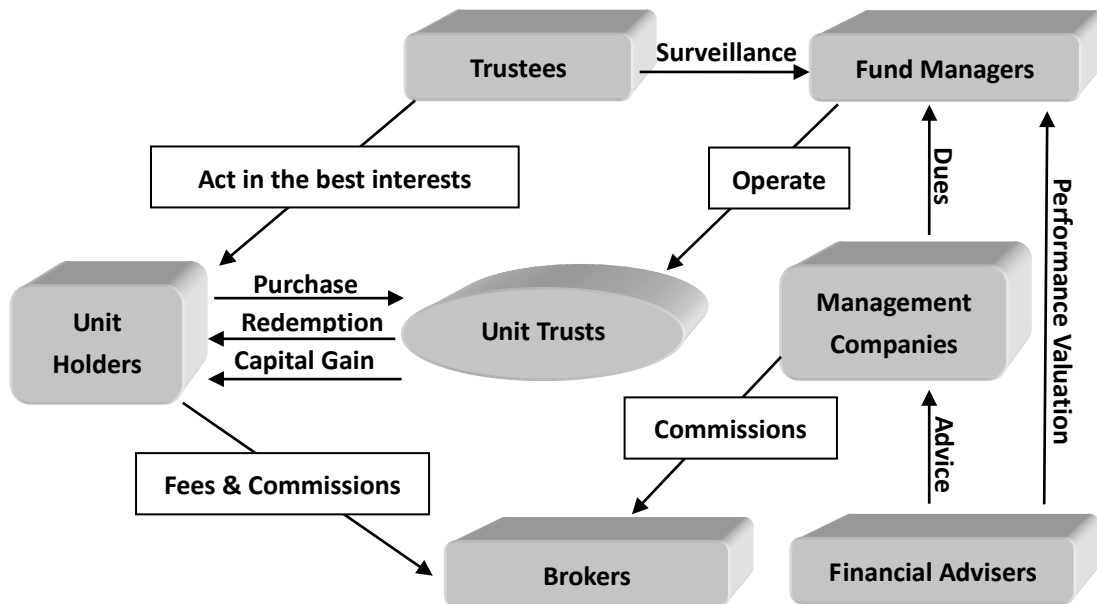 Trustees
Surveillance
Fund Managers
Act in the best interests
Operate
Dues
Performance Valuation
Unit
Holders
Purchase
Redemption
Capital Gain
Unit Trusts
Management
Companies
Commissions
Advice
Fees & Commissions
Brokers
Financial Advisers